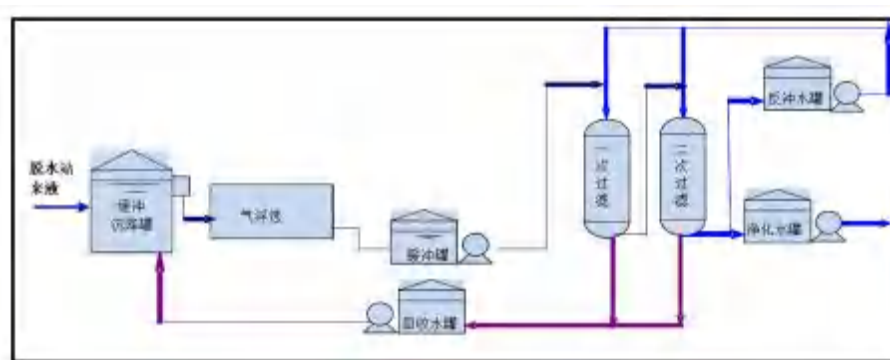 脱水站
来液
缓冲
沉降罐
气浮选
缓冲罐
回收水罐
一次过滤
二次过滤
反冲水罐
净化水罐